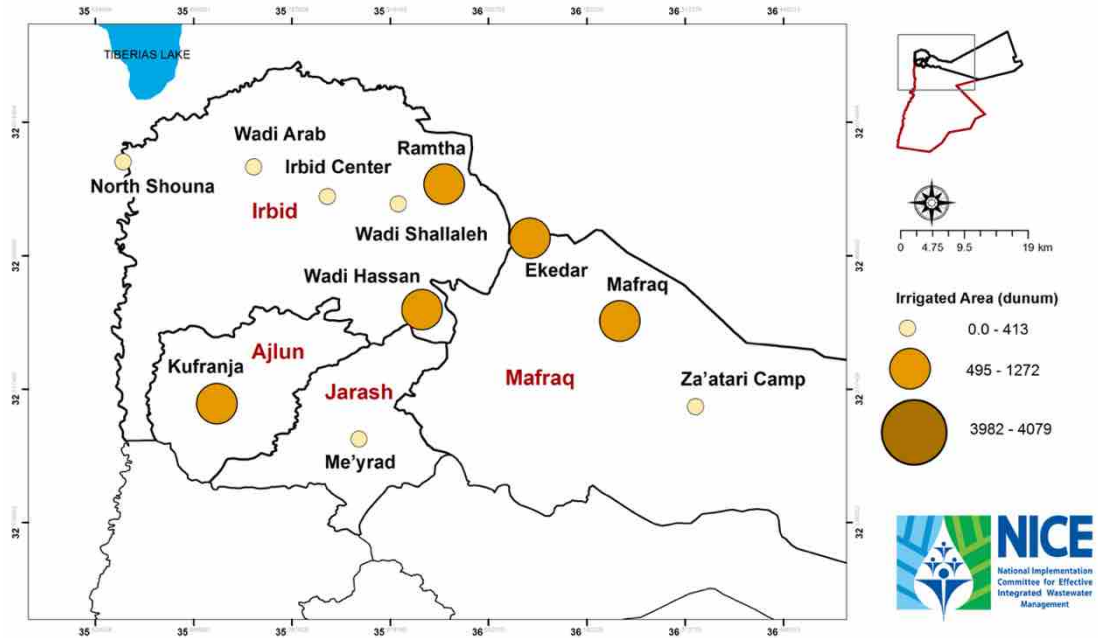 35 35 35 35 36 36 36 36
TIBERIAS LAKE
32 32
Wadi Arab
Ramtha
Irbid Center
North Shouna
Irbid
Wadi Shallaleh
32 32
0 4.75 9.5 19 km
Wadi Hassan
Ekedar
Mafraq
Irrigated Area (dunum)
0.0 - 413
Ajlun
Kufranja
495 - 1272
Mafraq
Za'atari Camp
Jarash
32 32
3982 - 4079
Me'yrad
32 32
NICE
National Implementation
Committee for Effective
Integrated Wastewater
Management
35 35 35 35 36 36 36 36